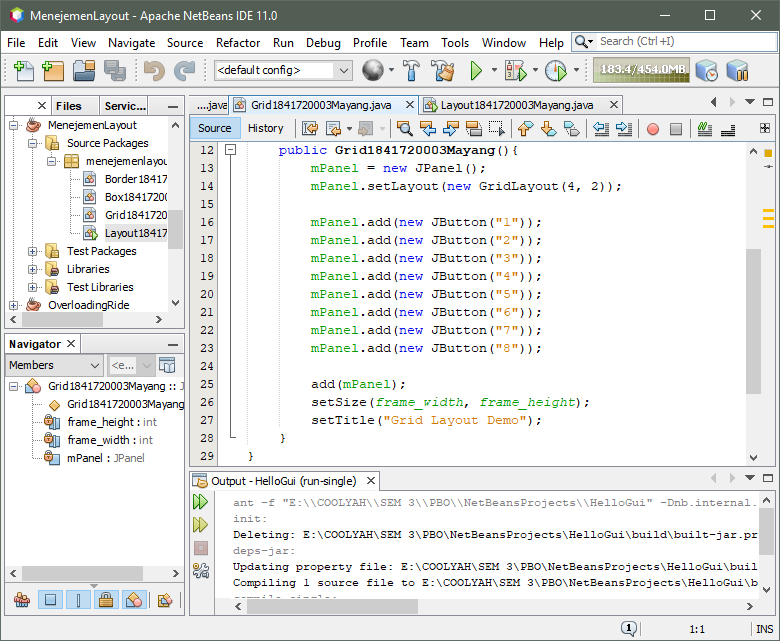 MenejemenLayout - Apache NetBeans IDE 11.0
File Edit View Navigate Source Refactor Run Debug Profile Team Tools Window Help Search (Ctrl+I)
<default config> 183.4/454.0MB
Files Servic...
MenejemenLayout
Source Packages
menejemenlayou
Border18417
Box1841720
Grid184172
Layout1841
Test Packages
Libraries
Test Libraries
OverloadingRide
Navigator
Members <e...
Grid1841720003Mayang ::
Grid1841720003Mayang
frame_height : int
frame_width : int
mPanel : JPanel
....java Grid1841720003Mayang.java Layout1841720003Mayang.java
Source History
12 public Grid1841720003Mayang(){
13 mPanel = new JPanel();
14 mPanel.setLayout(new GridLayout(4, 2));
15
16 mPanel.add(new JButton("1"));
17 mPanel.add(new JButton("2"));
18 mPanel.add(new JButton("3"));
19 mPanel.add(new JButton("4"));
20 mPanel.add(new JButton("5"));
21 mPanel.add(new JButton("6"));
22 mPanel.add(new JButton("7"));
23 mPanel.add(new JButton("8"));
24
25 add(mPanel);
26 setSize(frame_width, frame_height);
27 setTitle("Grid Layout Demo");
28 }
29 }
Output - HelloGui (run-single)
ant -f "E:\\COOLYAH\\SEM 3\\PBO\\NetBeansProjects\\HelloGui" -Dnb.internal.
init:
Deleting: E:\COOLYAH\SEM 3\PBO\NetBeansProjects\HelloGui\build\built-jar.pr
deps-jar:
Updating property file: E:\COOLYAH\SEM 3\PBO\NetBeansProjects\HelloGui\buil
Compiling 1 source file to E:\COOLYAH\SEM 3\PBO\NetBeansProjects\HelloGui\b
1 1:1 INS